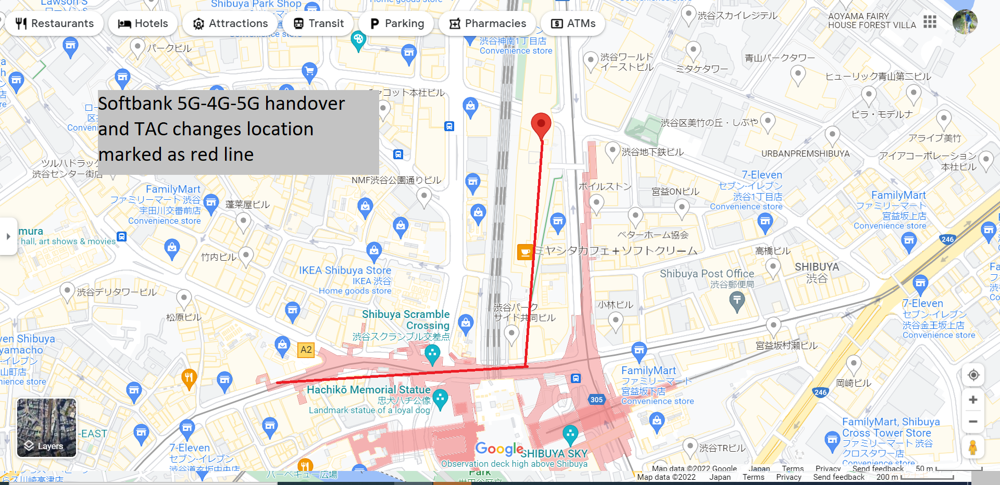 Lawson S
Shibuya Park Shop
Restaurants
Hotels
Attractions
Transit
Parking
Pharmacies
ATMs
渋谷スカイレジテル
AOYAMA FAIRY
HOUSE FOREST VILLA
パークビル
渋谷神南1丁目店
Convenience store
渋谷ワールド
イーストビル
ミタケタワー
青山パークタワー
ヒューリック青山第二ビル
Softbank 5G-4G-5G handover
and TAC changes location
marked as red line
チャコット本社ビル
ビラ・モデルナ
渋谷区美竹の丘・しぶや
アライブ美竹
URBANPREMSHIBUYA
アイアコーポレーション
本社ビル
渋谷地下鉄ビル
ツルハドラッグ
渋谷センター街店
NMF渋谷公園通りビル
FamilyMart
ファミリーマート 渋谷
宇田川交番前店
Convenience store
蓬莱屋ビル
ボイルストン
宮益ONビル
7-Eleven
セブン-イレブン
渋谷1丁目店
Convenience store
FamilyMart
ファミリーマート
宮益坂上店
Convenience store
mura
hall, art shows & movies
竹内ビル
ベターホーム協会
246
ミヤシタカフェ+ソフトクリーム
高橋ビル
IKEA Shibuya Store
IKEA 渋谷
Home goods store
Shibuya Post Office
渋谷郵便局
SHIBUYA
渋谷
渋谷デリタワービル
松原ビル
渋谷パーク
サイド共同ビル
小林ビル
7-Eleven
セブン-イレブン
渋谷金王坂上店
Convenience store
Shibuya Scramble
Crossing
渋谷スクランブル交差点
宮益坂村瀬ビル
ven Shibuya
yamacho
-イレブン
山町店
nience store
A2
FamilyMart
ファミリーマート
宮益坂下店
Convenience store
岡崎ビル
246
305
Hachikō Memorial Statue
忠犬ハチ公像
Landmark statue of a loyal dog
FamilyMart, Shibuya
Cross Tower Store
ファミリーマート 渋谷
クロスタワー店
Convenience store
-EAST
Layers
7-Eleven
セブン-イレブン
渋谷道玄坂中央店
Google
SHIBUYA SKY
Observation deck high above Shibuya
渋谷TRビル
バーベキュー広場
Park
Map data ©2022 Google Japan Terms Privacy Send feedback 50 m
Map data ©2022 Japan Terms Privacy Send feedback 200 m